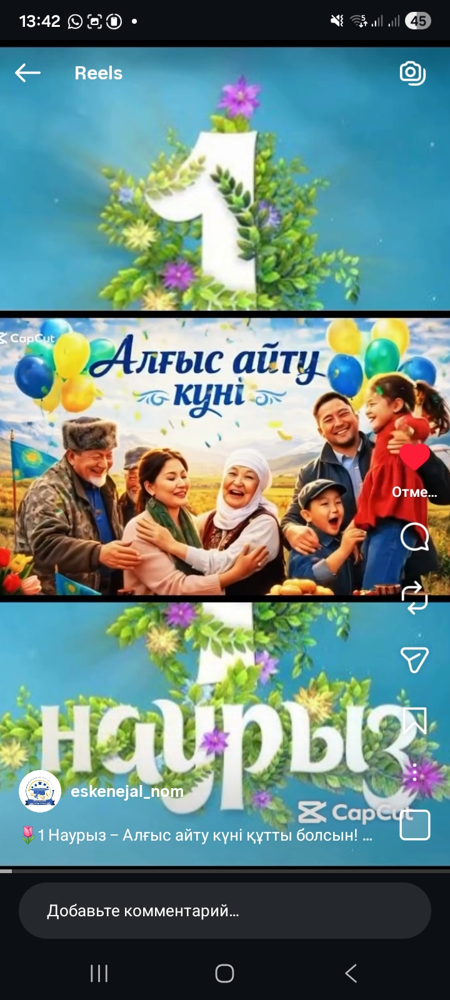 13:42
45
Reels
1
CapCut
Алғыс айту
күні
Отме...
наурыз
eskenejal_nom
CapCut
🌷1 Наурыз – Алғыс айту күні құтты болсын! ...
Добавьте комментарий...